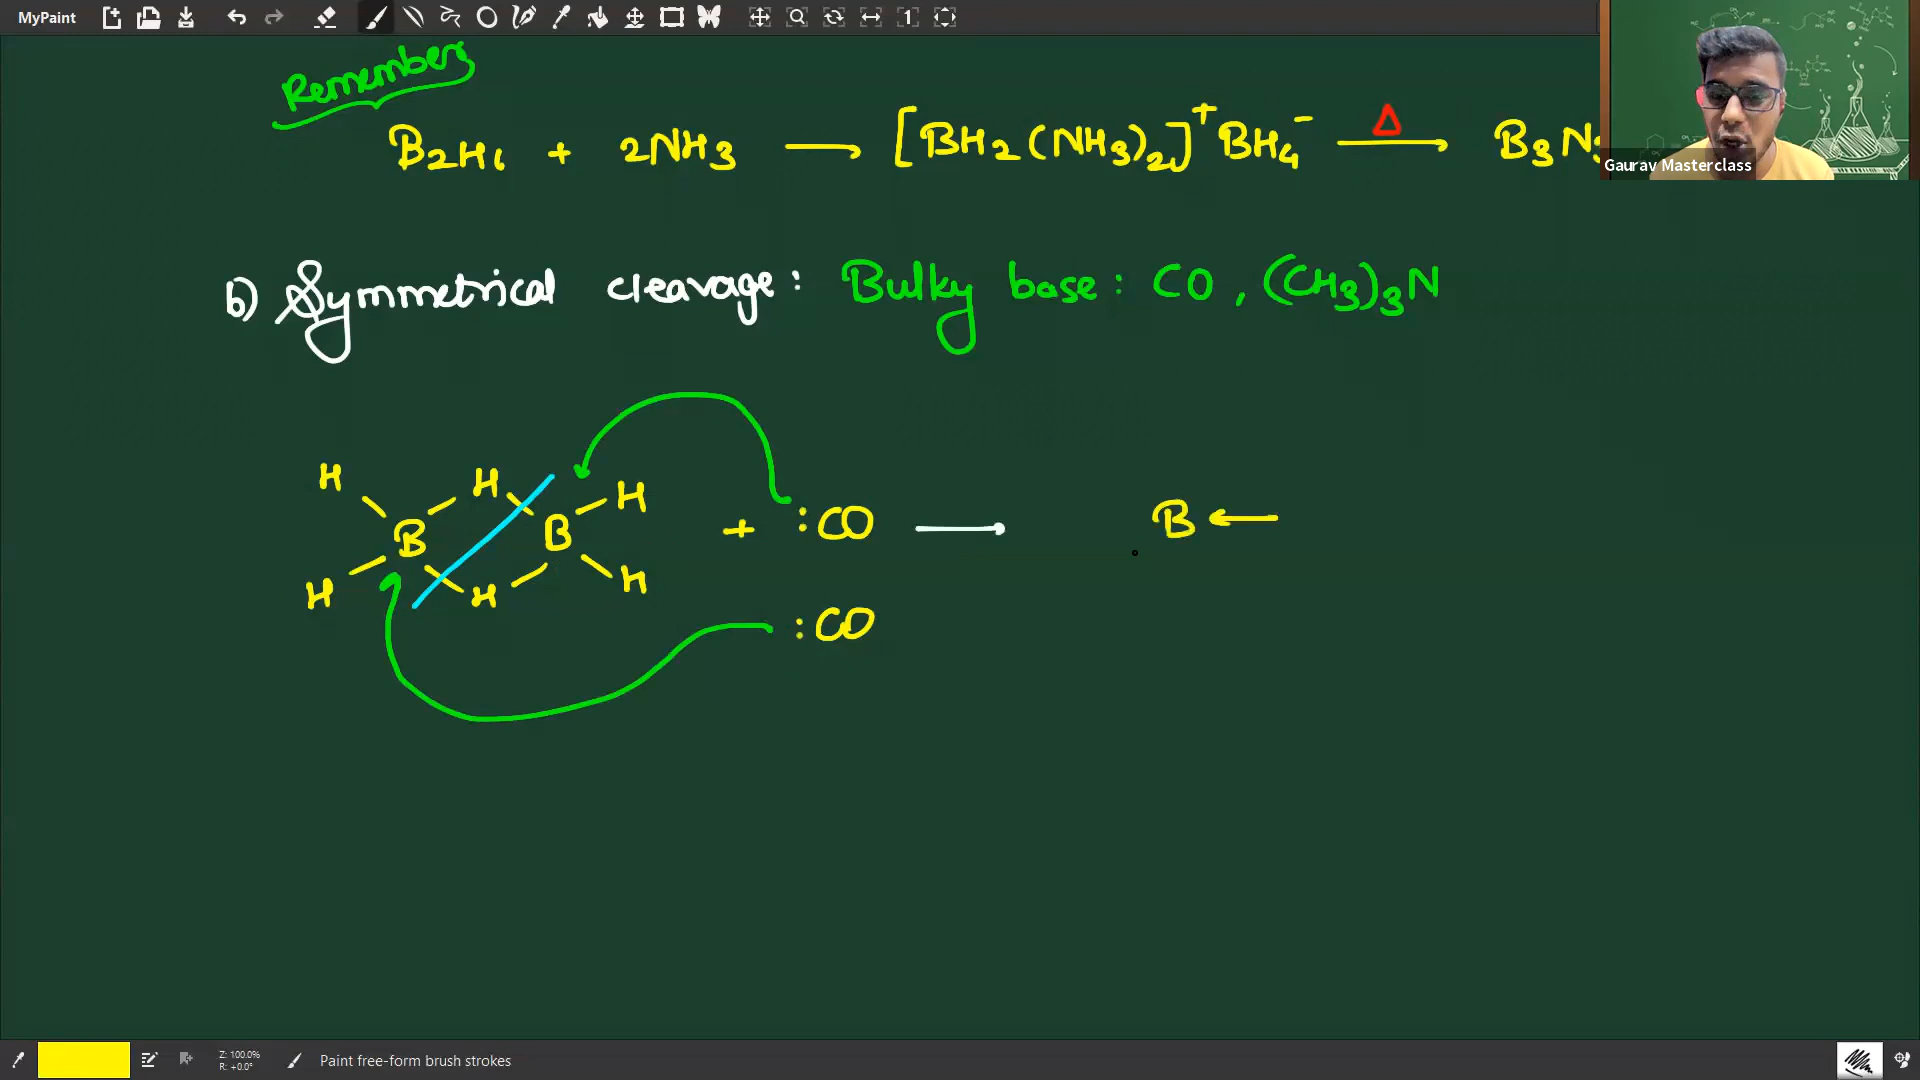 MyPaint
Remember
B2H6 + 2NH3 ⟶ [BH2(NH3)2]+ BH4- Δ⟶ B3N3
Gaurav Masterclass
b) Symmetrical cleavage: Bulky base: CO, (CH3)3N
H H H
B B + :CO ⟶ B ←
H H H
:CO
Z: 100.0%
R: +0.0°
Paint free-form brush strokes